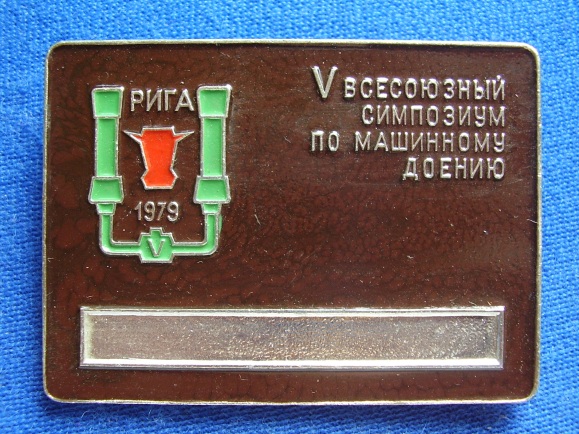 РИГА
1979
V
V ВСЕСОЮЗНЫЙ
СИМПОЗИУМ
ПО МАШИННОМУ
ДОЕНИЮ